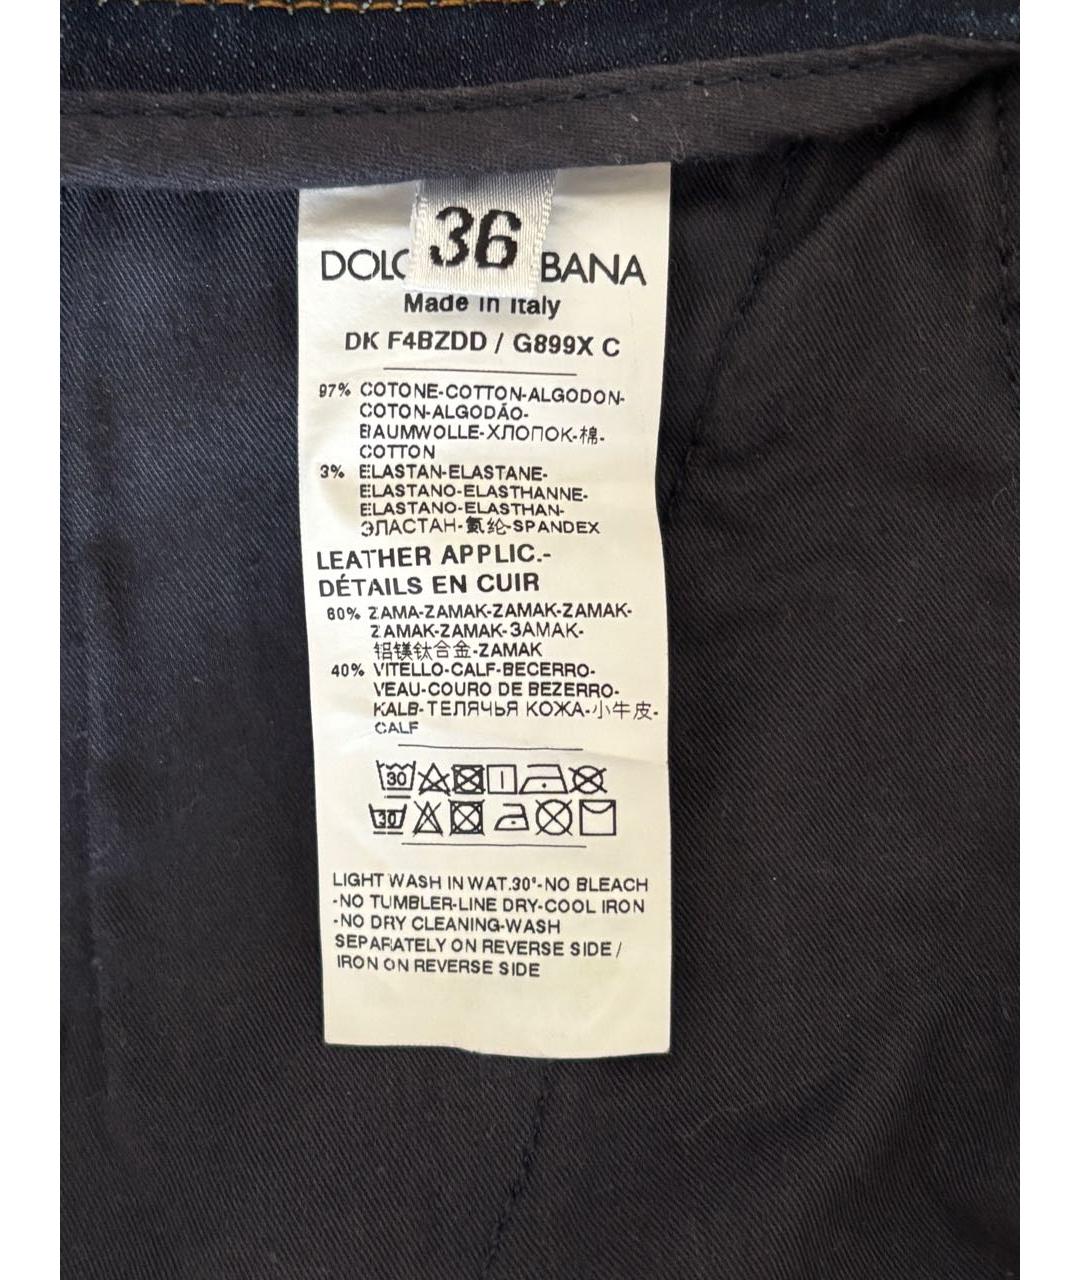 36
DOLC BANA
Made in Italy
DK F4BZDD / G899X C
97% COTONE-COTTON-ALGODON-
COTON-ALGODÃO-
BAUMWOLLE-ХЛОПОК-棉-
COTTON
3% ELASTAN-ELASTANE-
ELASTANO-ELASTHANNE-
ELASTANO-ELASTHAN-
ЭЛАСТАН-氨纶-SPANDEX
LEATHER APPLIC.-
DÉTAILS EN CUIR
60% ZAMA-ZAMAK-ZAMAK-ZAMAK-
ZAMAK-ZAMAK-ЗАМАК-
铝镁钛合金-ZAMAK
40% VITELLO-CALF-BECERRO-
VEAU-COURO DE BEZERRO-
KALB-ТЕЛЯЧЬЯ КОЖА-小牛皮-
CALF
30
30
LIGHT WASH IN WAT.30°-NO BLEACH
-NO TUMBLER-LINE DRY-COOL IRON
-NO DRY CLEANING-WASH
SEPARATELY ON REVERSE SIDE /
IRON ON REVERSE SIDE